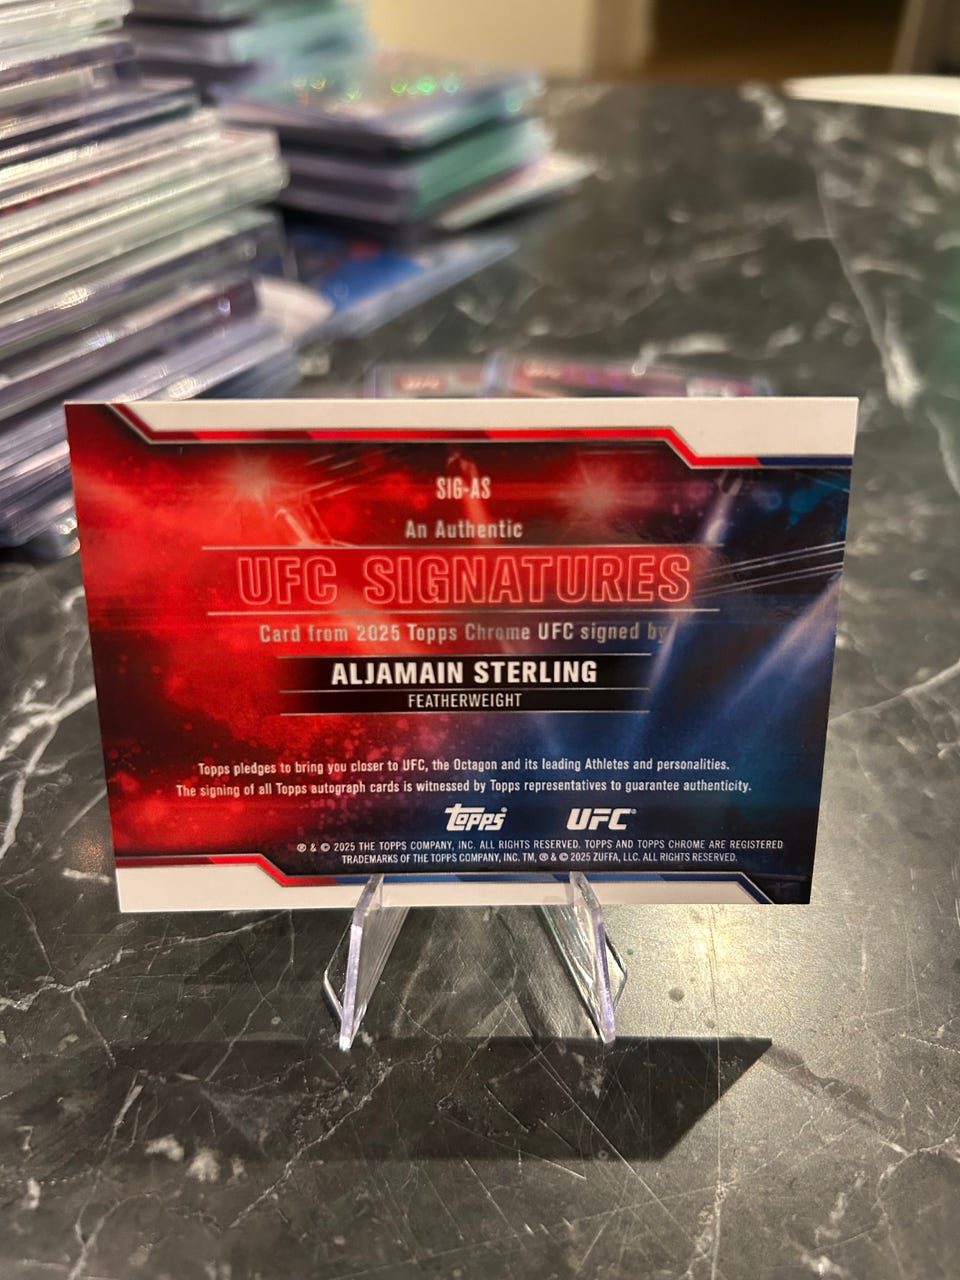 SIG-AS
An Authentic
UFC SIGNATURES
Card from 2025 Topps Chrome UFC signed by
ALJAMAIN STERLING
FEATHERWEIGHT
Topps pledges to bring you closer to UFC, the Octagon and its leading Athletes and personalities.
The signing of all Topps autograph cards is witnessed by Topps representatives to guarantee authenticity.
topps UFC
® & © 2025 THE TOPPS COMPANY, INC. ALL RIGHTS RESERVED. TOPPS AND TOPPS CHROME ARE REGISTERED
TRADEMARKS OF THE TOPPS COMPANY, INC. TM, ® & © 2025 ZUFFA, LLC. ALL RIGHTS RESERVED.